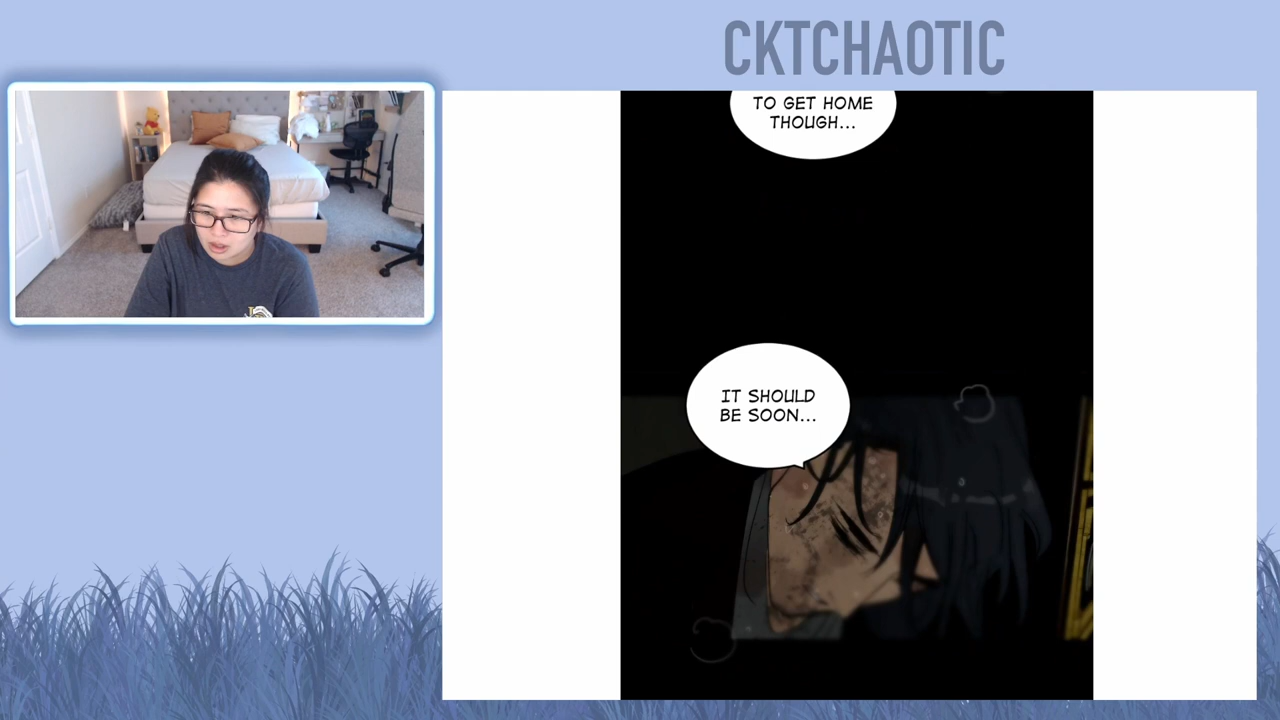 CKTCHAOTIC
TO GET HOME
THOUGH...
IT SHOULD
BE SOON...